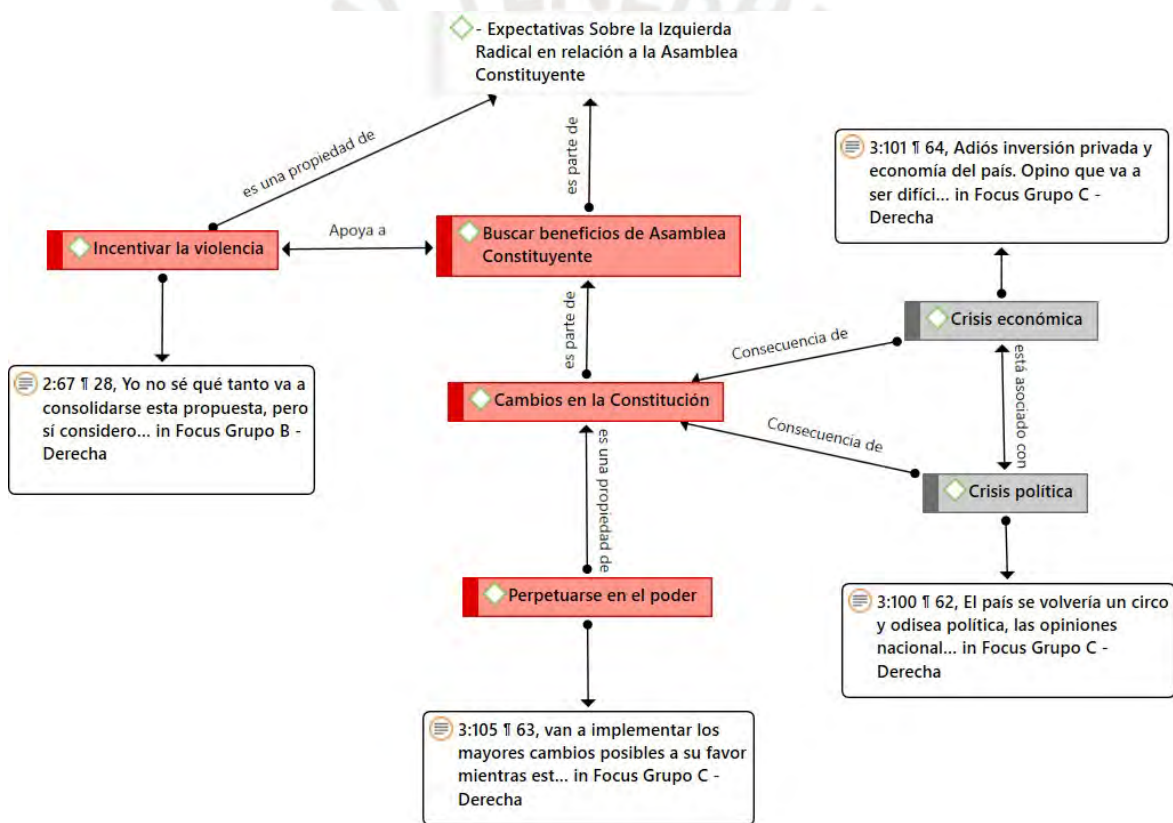 - Expectativas Sobre la Izquierda
Radical en relación a la Asamblea
Constituyente
es una propiedad de
es parte de
3:101 ¶ 64, Adiós inversión privada y
economía del país. Opino que va a
ser difíci... in Focus Grupo C -
Derecha
Incentivar la violencia
Apoya a
Buscar beneficios de Asamblea
Constituyente
es parte de
Crisis económica
Consecuencia de
está asociado con
2:67 ¶ 28, Yo no sé qué tanto va a
consolidarse esta propuesta, pero
sí considero... in Focus Grupo B -
Derecha
Cambios en la Constitución
Consecuencia de
es una propiedad de
Crisis política
Perpetuarse en el poder
3:100 ¶ 62, El país se volvería un circo
y odisea política, las opiniones
nacional... in Focus Grupo C -
Derecha
3:105 ¶ 63, van a implementar los
mayores cambios posibles a su favor
mientras est... in Focus Grupo C -
Derecha